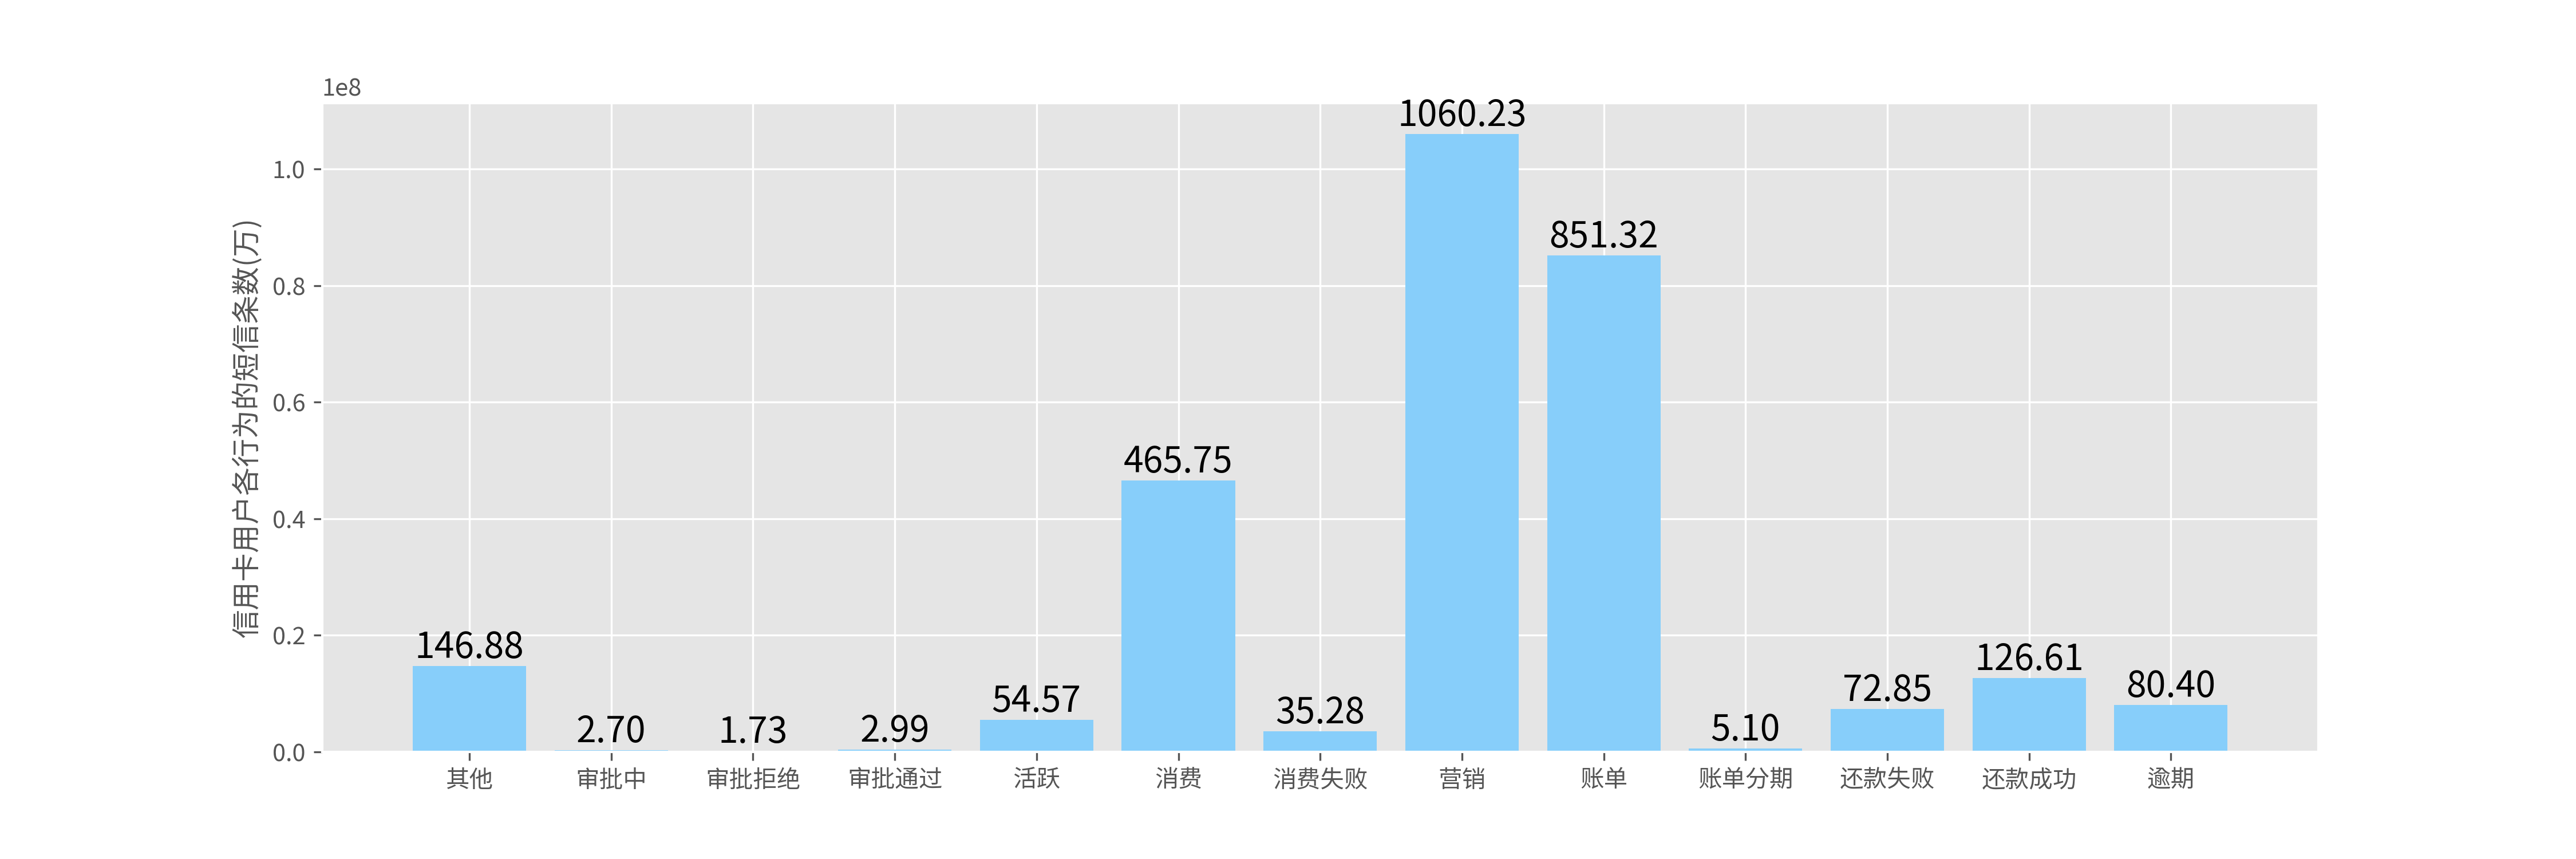 1e8
信用卡用户各行为的短信条数(万)
1.0
0.8
0.6
0.4
0.2
0.0
146.88
2.70
1.73
2.99
54.57
465.75
35.28
1060.23
851.32
5.10
72.85
126.61
80.40
其他
审批中
审批拒绝
审批通过
活跃
消费
消费失败
营销
账单
账单分期
还款失败
还款成功
逾期